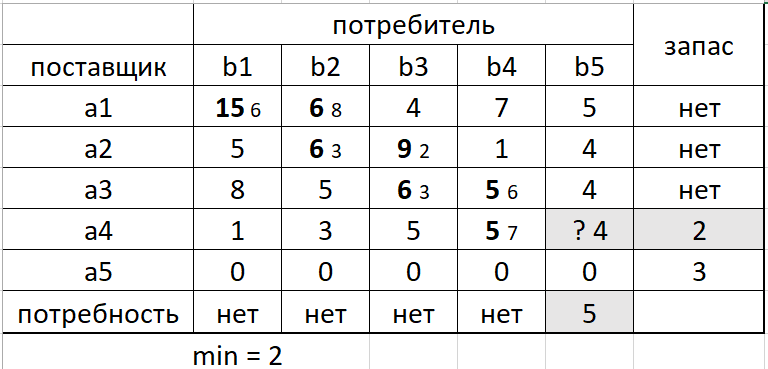 потребитель запас
поставщик b1 b2 b3 b4 b5
a1 15 6 6 8 4 7 5 нет
a2 5 6 3 9 2 1 4 нет
a3 8 5 6 3 5 6 4 нет
a4 1 3 5 5 7 ? 4 2
a5 0 0 0 0 0 3
потребность нет нет нет нет 5
min = 2